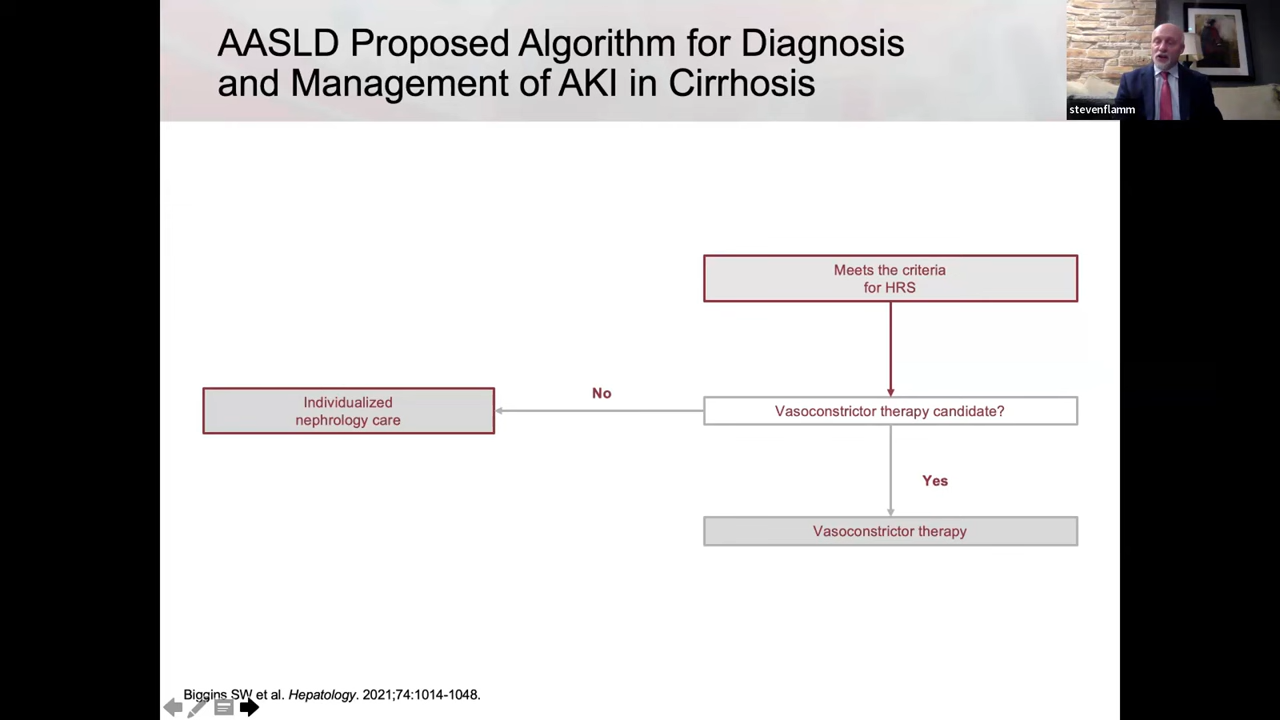 AASLD Proposed Algorithm for Diagnosis
and Management of AKI in Cirrhosis
stevenflamm
Meets the criteria
for HRS
Individualized
nephrology care
No
Vasoconstrictor therapy candidate?
Yes
Vasoconstrictor therapy
Biggins SW et al. Hepatology. 2021;74:1014-1048.